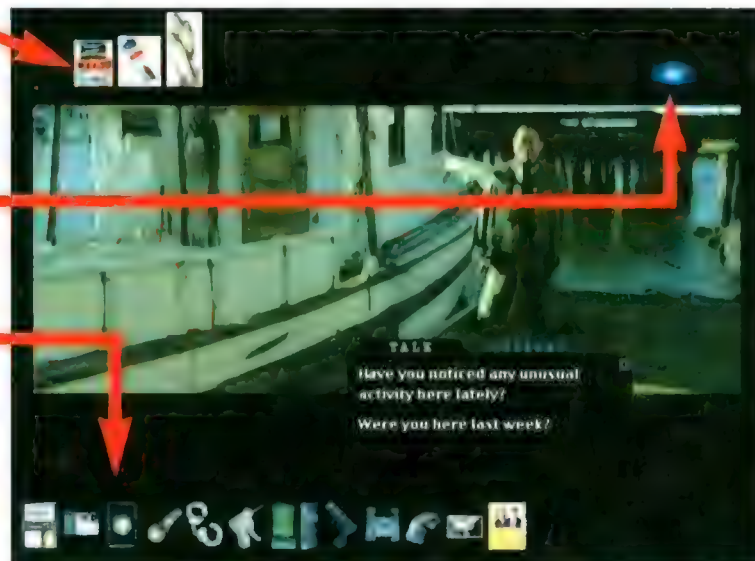 TALK
Have you noticed any unusual
activity here lately?
Were you here last week?